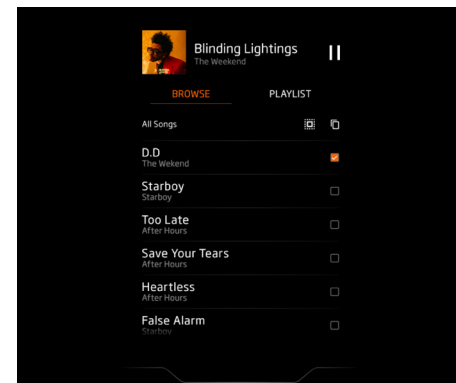 Blinding Lightings
The Weekend
BROWSE PLAYLIST
All Songs
D.D
The Wekend
Starboy
Starboy
Too Late
After Hours
Save Your Tears
After Hours
Heartless
After Hours
False Alarm
Starboy